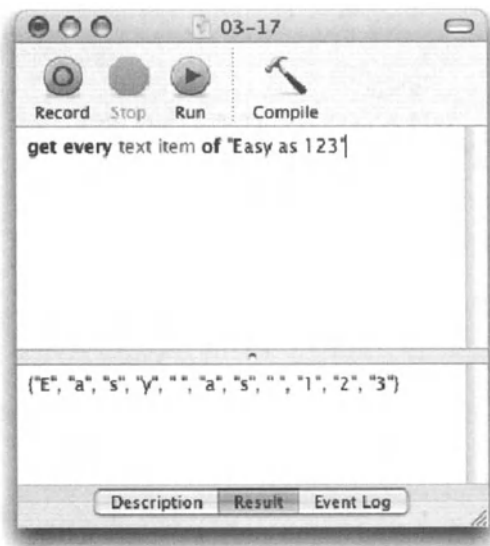 03-17
Record Stop Run Compile
get every text item of "Easy as 123"
{"E", "a", "s", "y", " ", "a", "s", " ", "1", "2", "3"}
Description Result Event Log